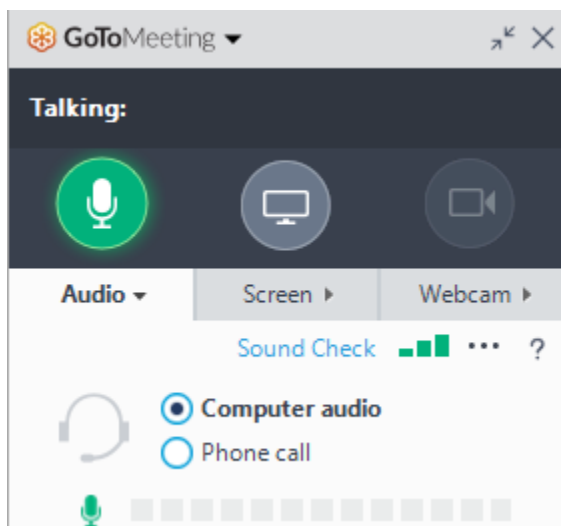 GoToMeeting
Talking:
Audio Screen Webcam
Sound Check ?
Computer audio
Phone call